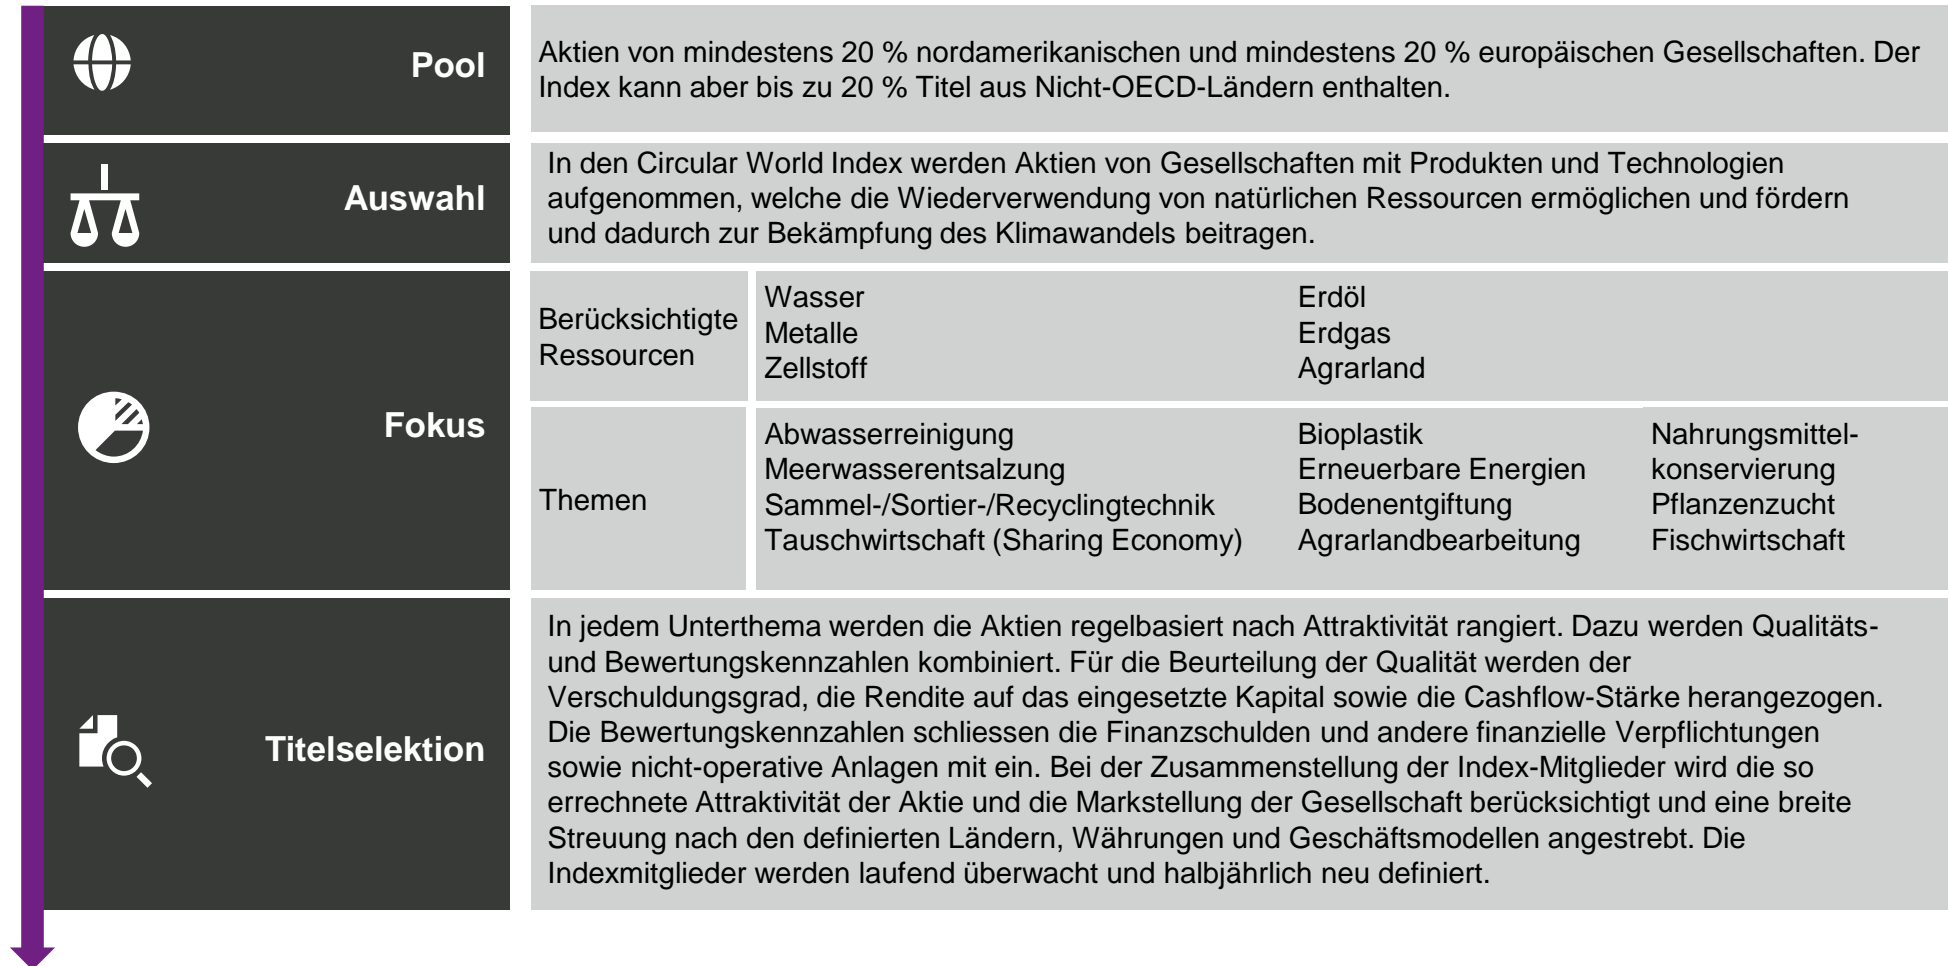 Pool
Aktien von mindestens 20 % nordamerikanischen und mindestens 20 % europäischen Gesellschaften. Der
Index kann aber bis zu 20 % Titel aus Nicht-OECD-Ländern enthalten.
Auswahl
In den Circular World Index werden Aktien von Gesellschaften mit Produkten und Technologien
aufgenommen, welche die Wiederverwendung von natürlichen Ressourcen ermöglichen und fördern
und dadurch zur Bekämpfung des Klimawandels beitragen.
Fokus
Berücksichtigte
Ressourcen
Wasser
Metalle
Zellstoff
Erdöl
Erdgas
Agrarland
Themen
Abwasserreinigung
Meerwasserentsalzung
Sammel-/Sortier-/Recyclingtechnik
Tauschwirtschaft (Sharing Economy)
Bioplastik
Erneuerbare Energien
Bodenentgiftung
Agrarlandbearbeitung
Nahrungsmittel-
konservierung
Pflanzenzucht
Fischwirtschaft
Titelselektion
In jedem Unterthema werden die Aktien regelbasiert nach Attraktivität rangiert. Dazu werden Qualitäts-
und Bewertungskennzahlen kombiniert. Für die Beurteilung der Qualität werden der
Verschuldungsgrad, die Rendite auf das eingesetzte Kapital sowie die Cashflow-Stärke herangezogen.
Die Bewertungskennzahlen schliessen die Finanzschulden und andere finanzielle Verpflichtungen
sowie nicht-operative Anlagen mit ein. Bei der Zusammenstellung der Index-Mitglieder wird die so
errechnete Attraktivität der Aktie und die Markstellung der Gesellschaft berücksichtigt und eine breite
Streuung nach den definierten Ländern, Währungen und Geschäftsmodellen angestrebt. Die
Indexmitglieder werden laufend überwacht und halbjährlich neu definiert.